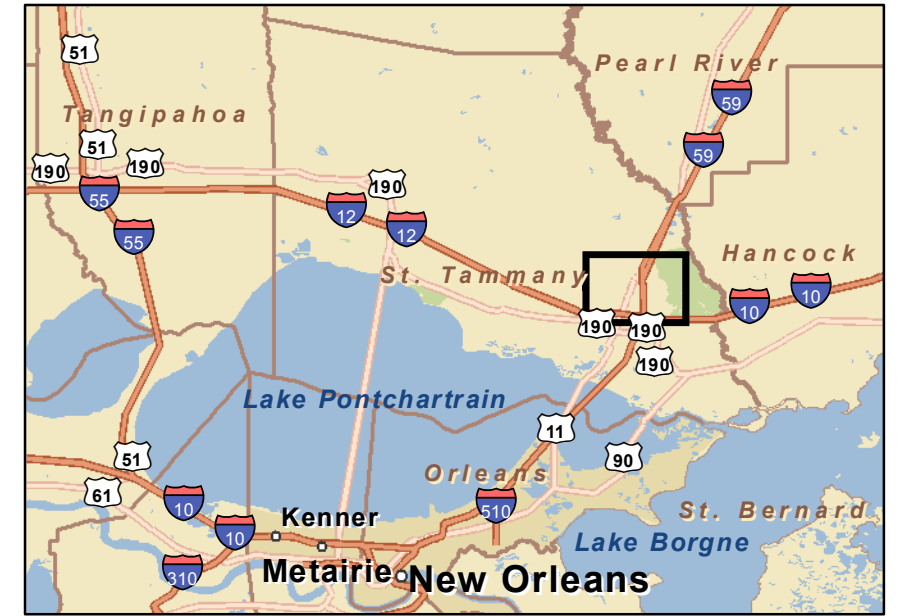 51
Pearl River
59
Tangipahoa
51
59
190
190
190
55
12
12
55
Hancock
St. Tammany
10
10
190
190
190
Lake Pontchartrain
11
51
90
Orleans
61
10
510
St. Bernard
Kenner
10
Lake Borgne
310
Metairie
New Orleans